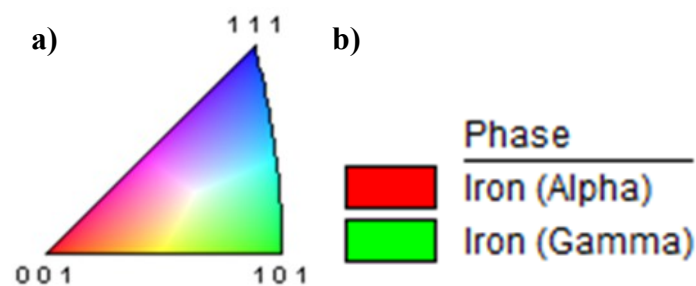 a)
1 1 1
0 0 1
1 0 1
b)
Phase
Iron (Alpha)
Iron (Gamma)